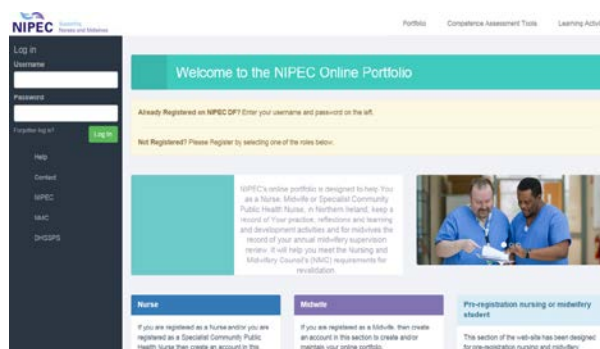 NIPEC Supporting
Nurses and Midwives
Portfolio Competence Assessment Tools Learning Activi
Log in
Username
Password
Forgotten log in?
Log In
Help
Contact
NIPEC
NMC
DHSSPS
Welcome to the NIPEC Online Portfolio
Already Registered on NIPEC DF? Enter your username and password on the left.
Not Registered? Please Register by selecting one of the roles below.
NIPEC's online portfolio is designed to help You
as a Nurse, Midwife or Specialist Community
Public Health Nurse, in Northern Ireland, keep a
record of Your practice, reflections and learning
and development activities and for midwives the
record of your annual midwifery supervision
review. It will help you meet the Nursing and
Midwifery Council's (NMC) requirements for
revalidation.
Nurse
If you are registered as a Nurse and/or you are
registered as a Specialist Community Public
Health Nurse then create an account in this
Midwife
If you are registered as a Midwife, then create
an account in this section to create and/or
maintain your online portfolio.
Pre-registration nursing or midwifery
student
This section of the web-site has been designed
for pre-registration nursing and midwifery